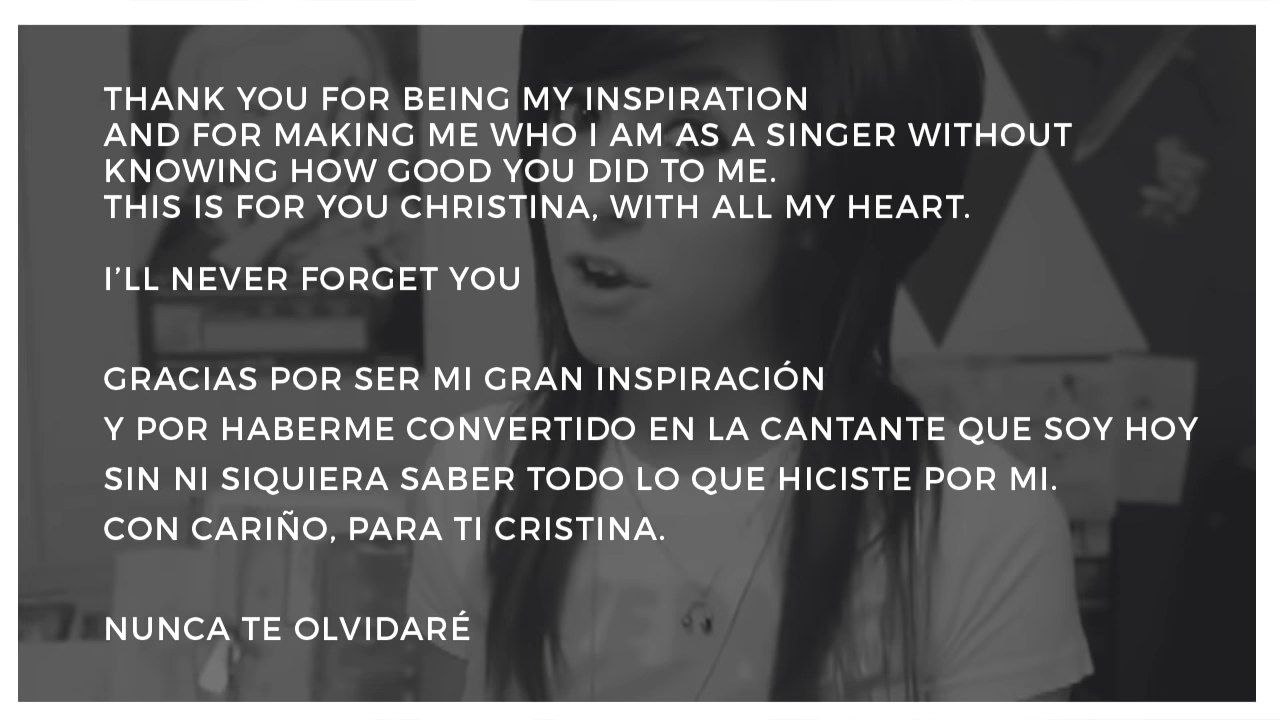 THANK YOU FOR BEING MY INSPIRATION
AND FOR MAKING ME WHO I AM AS A SINGER WITHOUT
KNOWING HOW GOOD YOU DID TO ME.
THIS IS FOR YOU CHRISTINA, WITH ALL MY HEART.
I'LL NEVER FORGET YOU
GRACIAS POR SER MI GRAN INSPIRACIÓN
Y POR HABERME CONVERTIDO EN LA CANTANTE QUE SOY HOY
SIN NI SIQUIERA SABER TODO LO QUE HICISTE POR MI.
CON CARIÑO, PARA TI CRISTINA.
NUNCA TE OLVIDARÉ